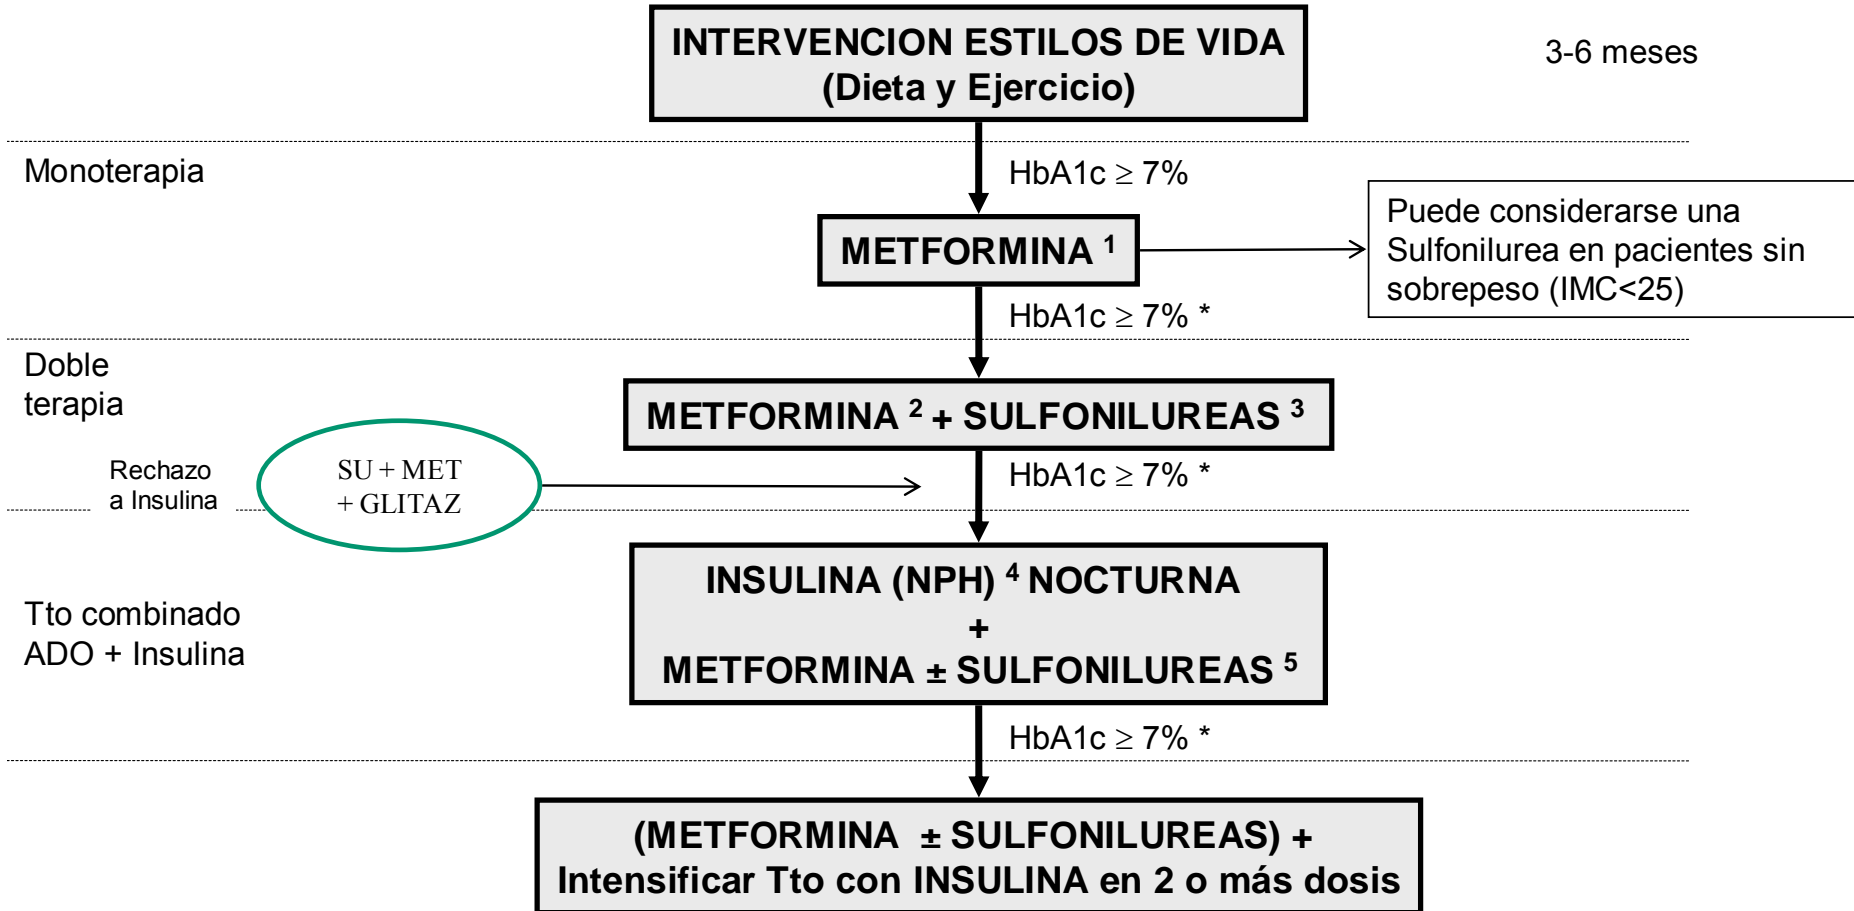 INTERVENCION ESTILOS DE VIDA
(Dieta y Ejercicio)
3-6 meses
Monoterapia
HbA1c ≥ 7%
METFORMINA ¹
Puede considerarse una
Sulfonilurea en pacientes sin
sobrepeso (IMC<25)
HbA1c ≥ 7% *
Doble
terapia
METFORMINA ² + SULFONILUREAS ³
Rechazo
a Insulina
SU + MET
+ GLITAZ
HbA1c ≥ 7% *
Tto combinado
ADO + Insulina
INSULINA (NPH) ⁴ NOCTURNA
+
METFORMINA ± SULFONILUREAS ⁵
HbA1c ≥ 7% *
(METFORMINA ± SULFONILUREAS) +
Intensificar Tto con INSULINA en 2 o más dosis